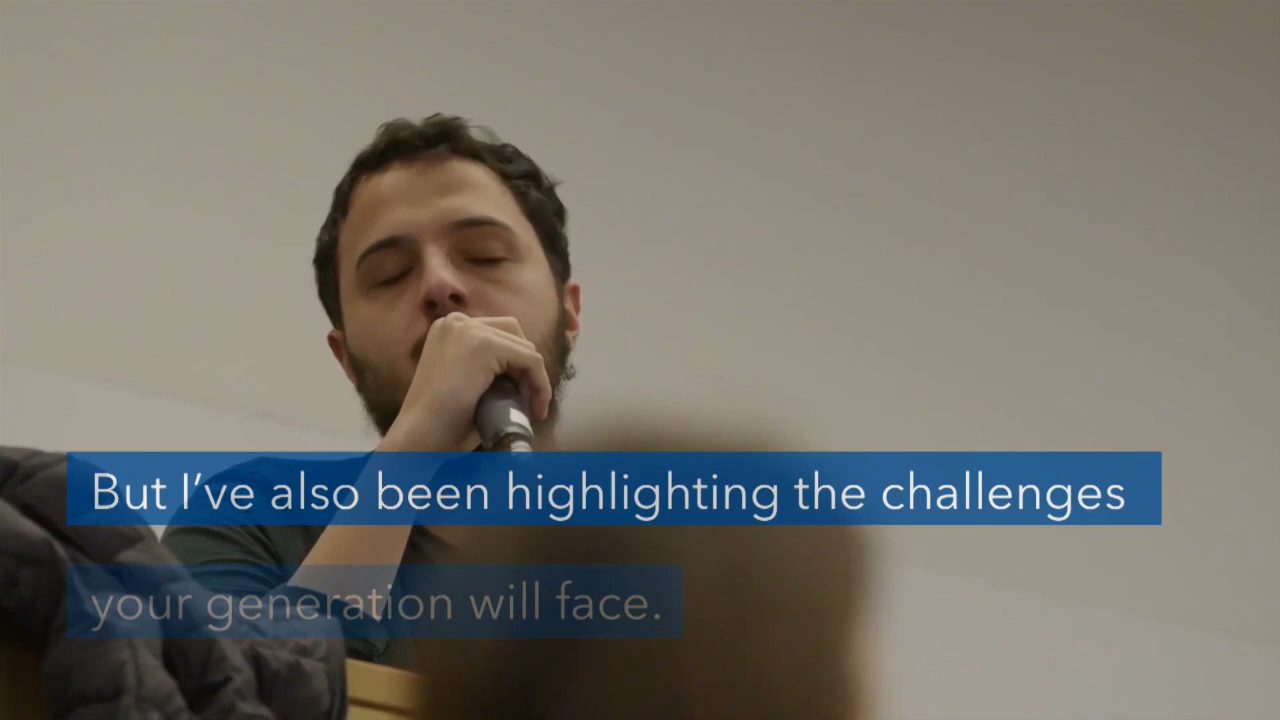 But I’ve also been highlighting the challenges
your generation will face.